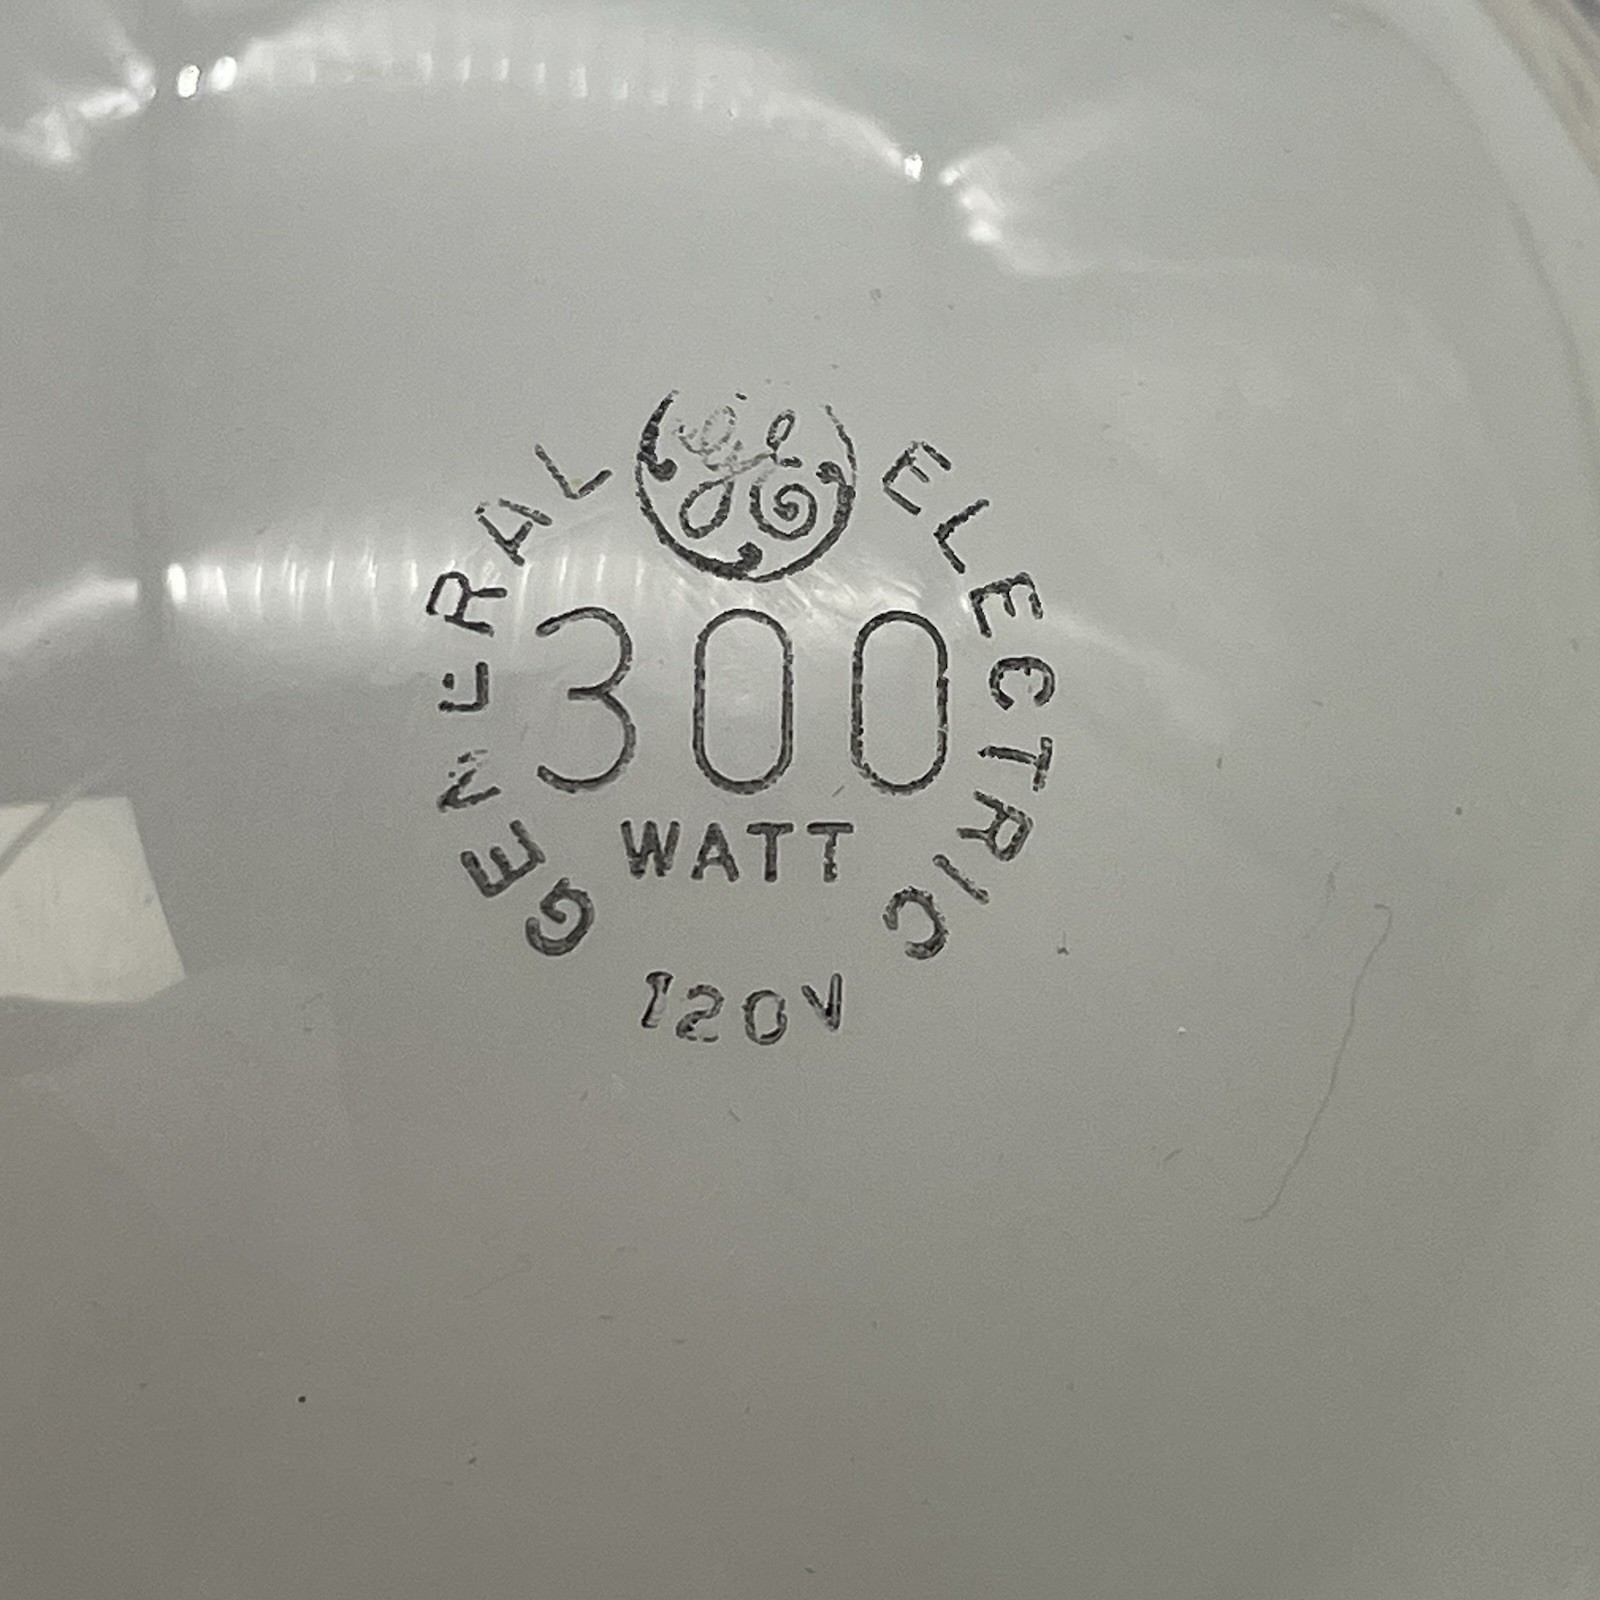 GENERAL GE ELECTRIC
300
WATT
120V